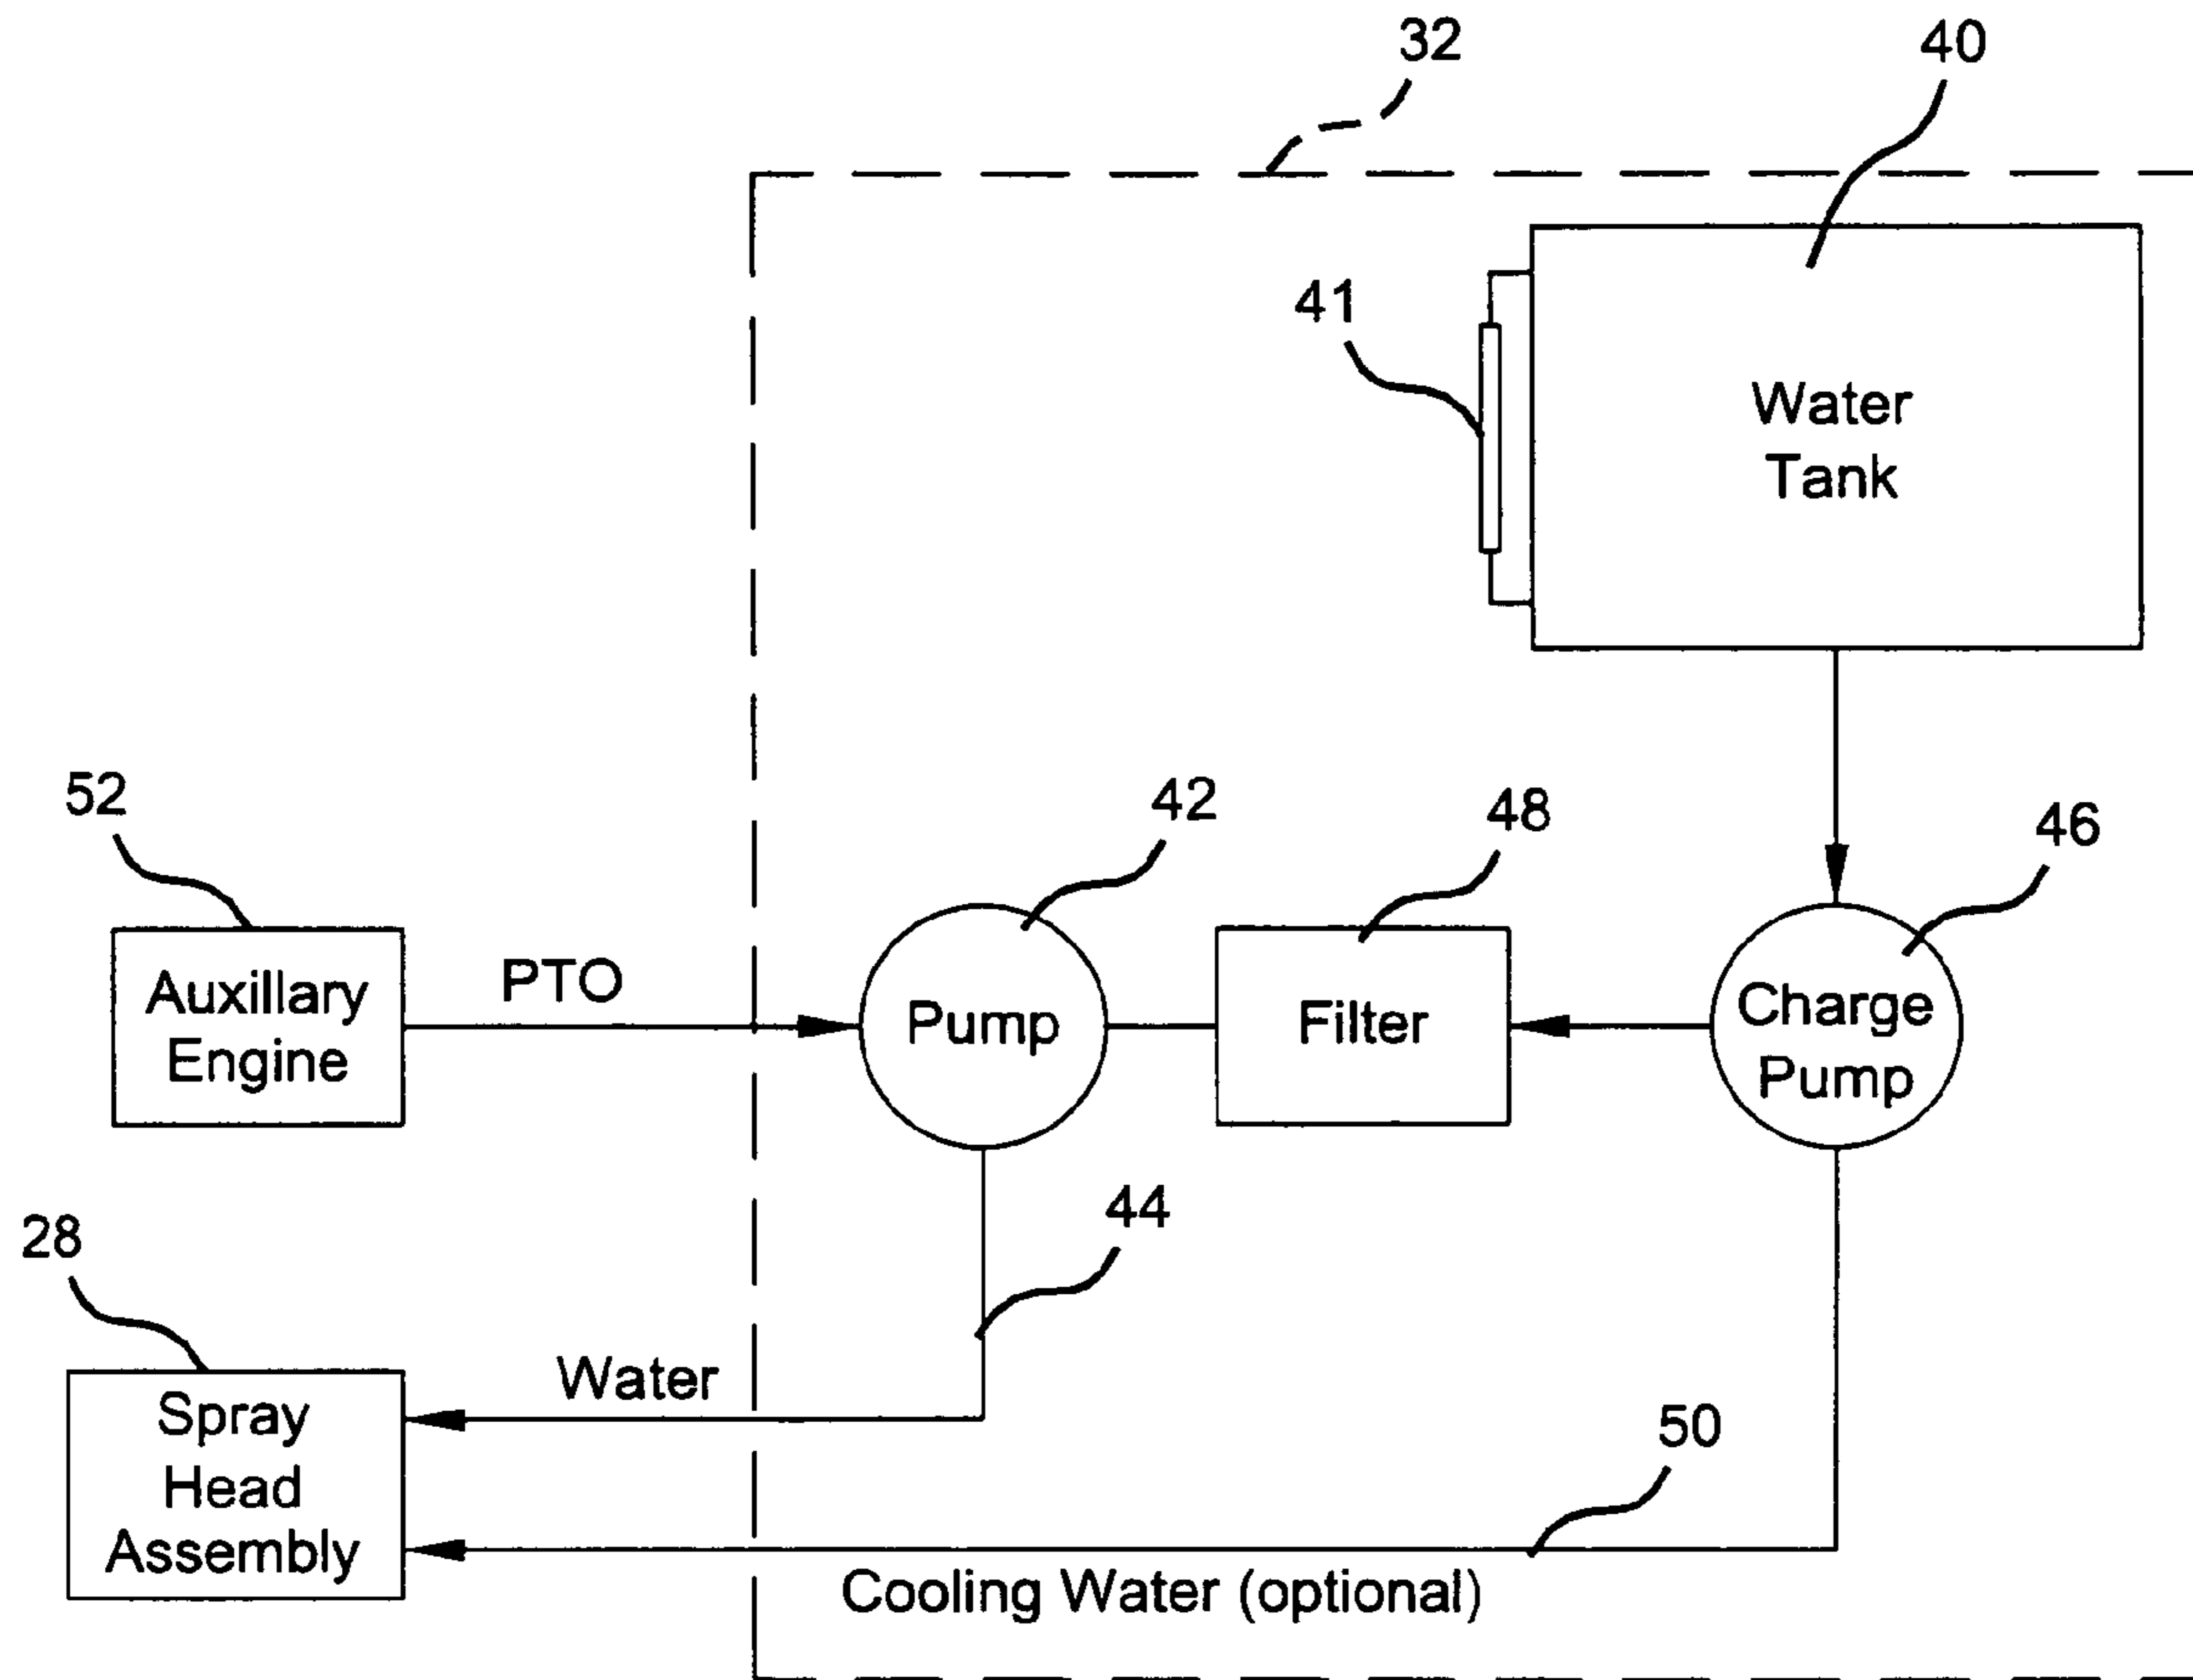 32
40
41
Water
Tank
52
42
48
46
Auxillary
Engine
PTO
Pump
Filter
Charge
Pump
44
28
Water
Spray
Head
Assembly
50
Cooling Water (optional)